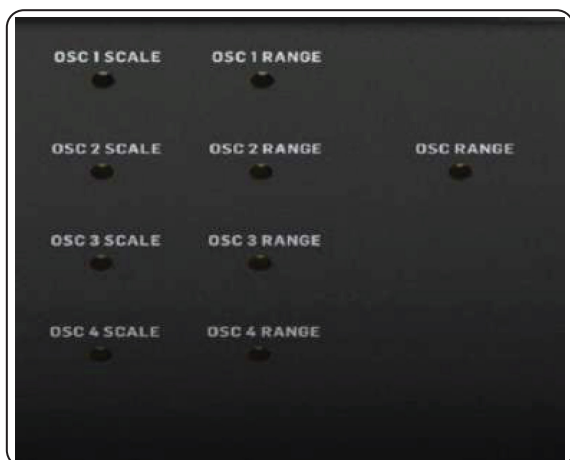 OSC 1 SCALE OSC 1 RANGE
OSC 2 SCALE OSC 2 RANGE OSC RANGE
OSC 3 SCALE OSC 3 RANGE
OSC 4 SCALE OSC 4 RANGE